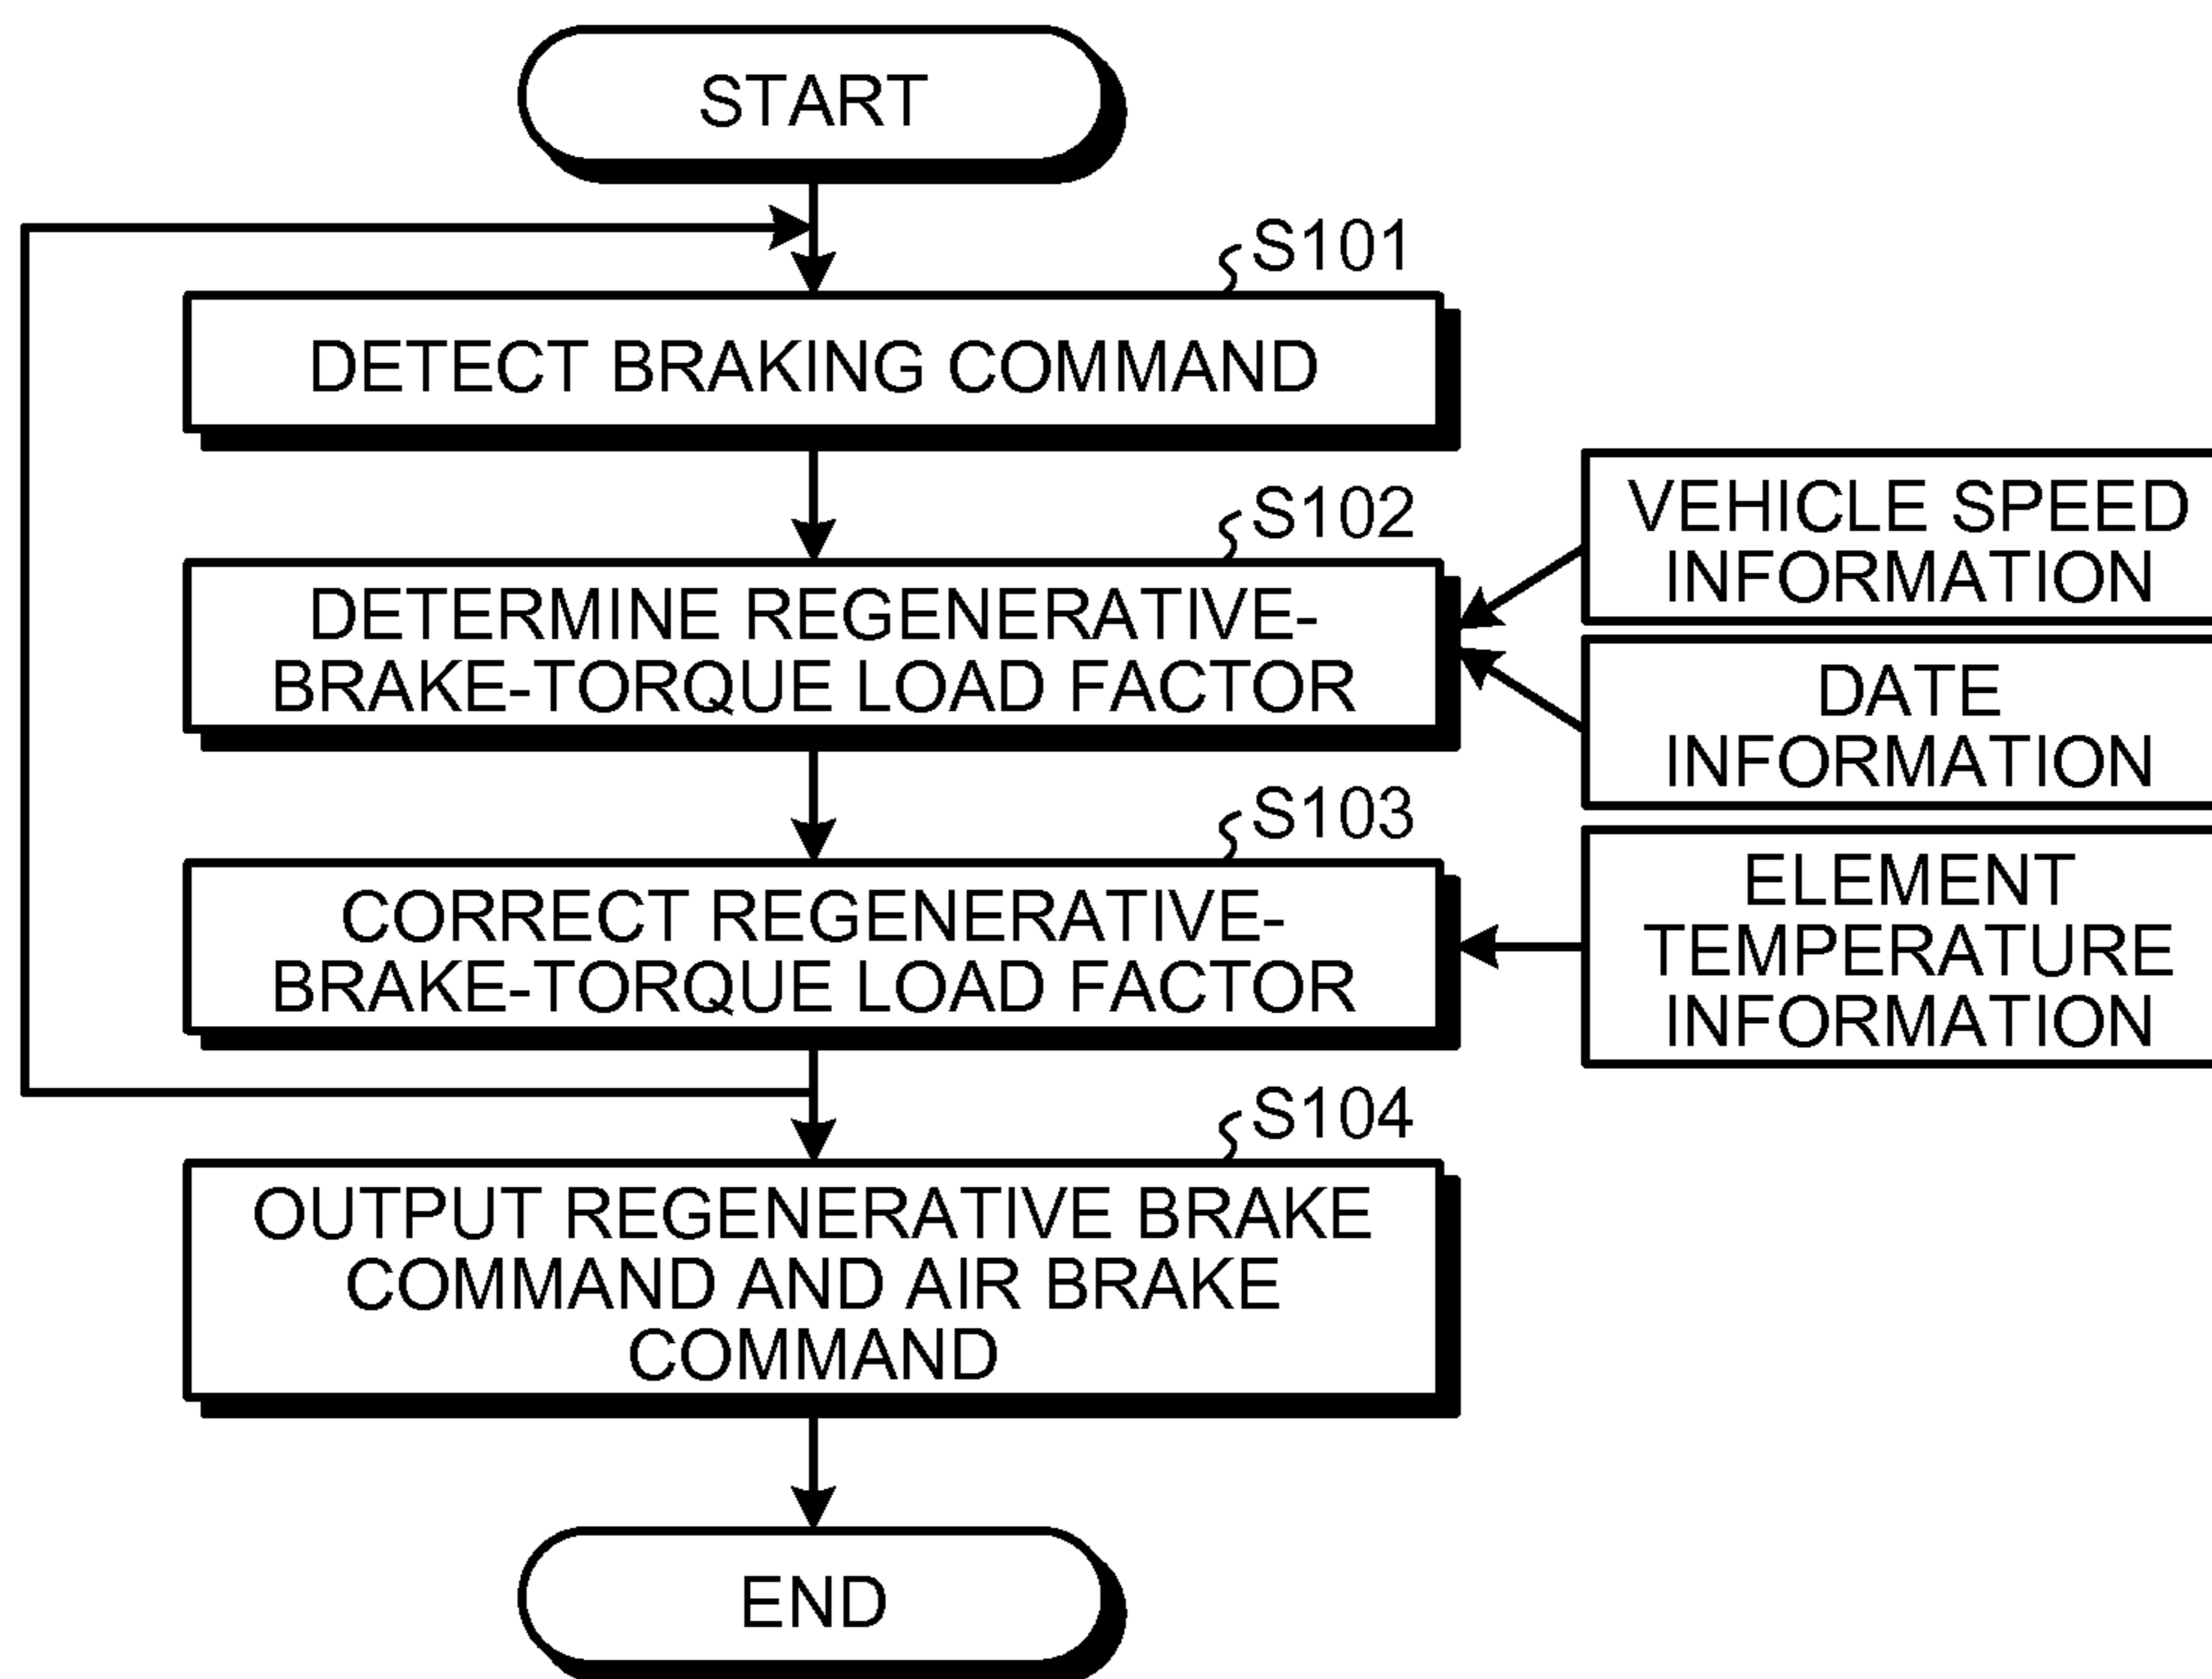 START
S101
DETECT BRAKING COMMAND
S102
DETERMINE REGENERATIVE-
BRAKE-TORQUE LOAD FACTOR
VEHICLE SPEED
INFORMATION
DATE
INFORMATION
S103
CORRECT REGENERATIVE-
BRAKE-TORQUE LOAD FACTOR
ELEMENT
TEMPERATURE
INFORMATION
S104
OUTPUT REGENERATIVE BRAKE
COMMAND AND AIR BRAKE
COMMAND
END